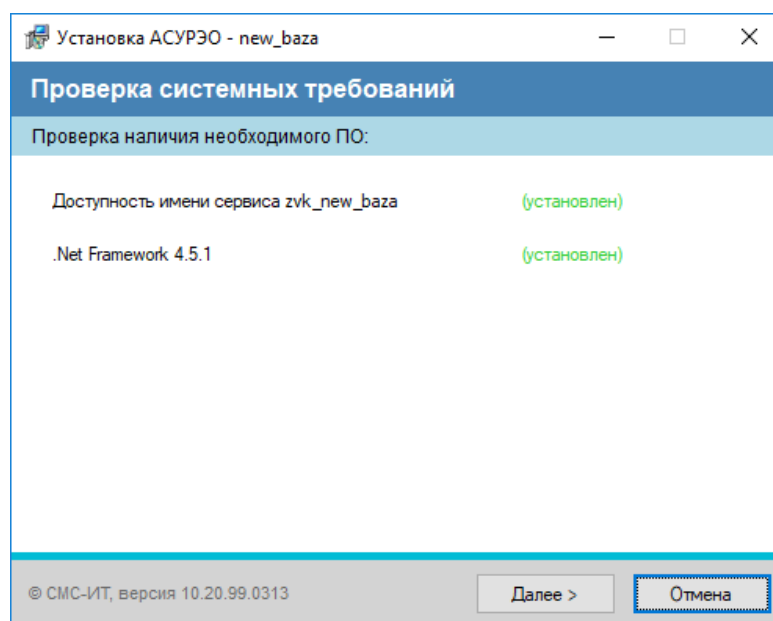 Установка АСУРЭО - new_baza
Проверка системных требований
Проверка наличия необходимого ПО:
Доступность имени сервиса zvk_new_baza (установлен)
.Net Framework 4.5.1 (установлен)
© СМС-ИТ, версия 10.20.99.0313 Далее > Отмена